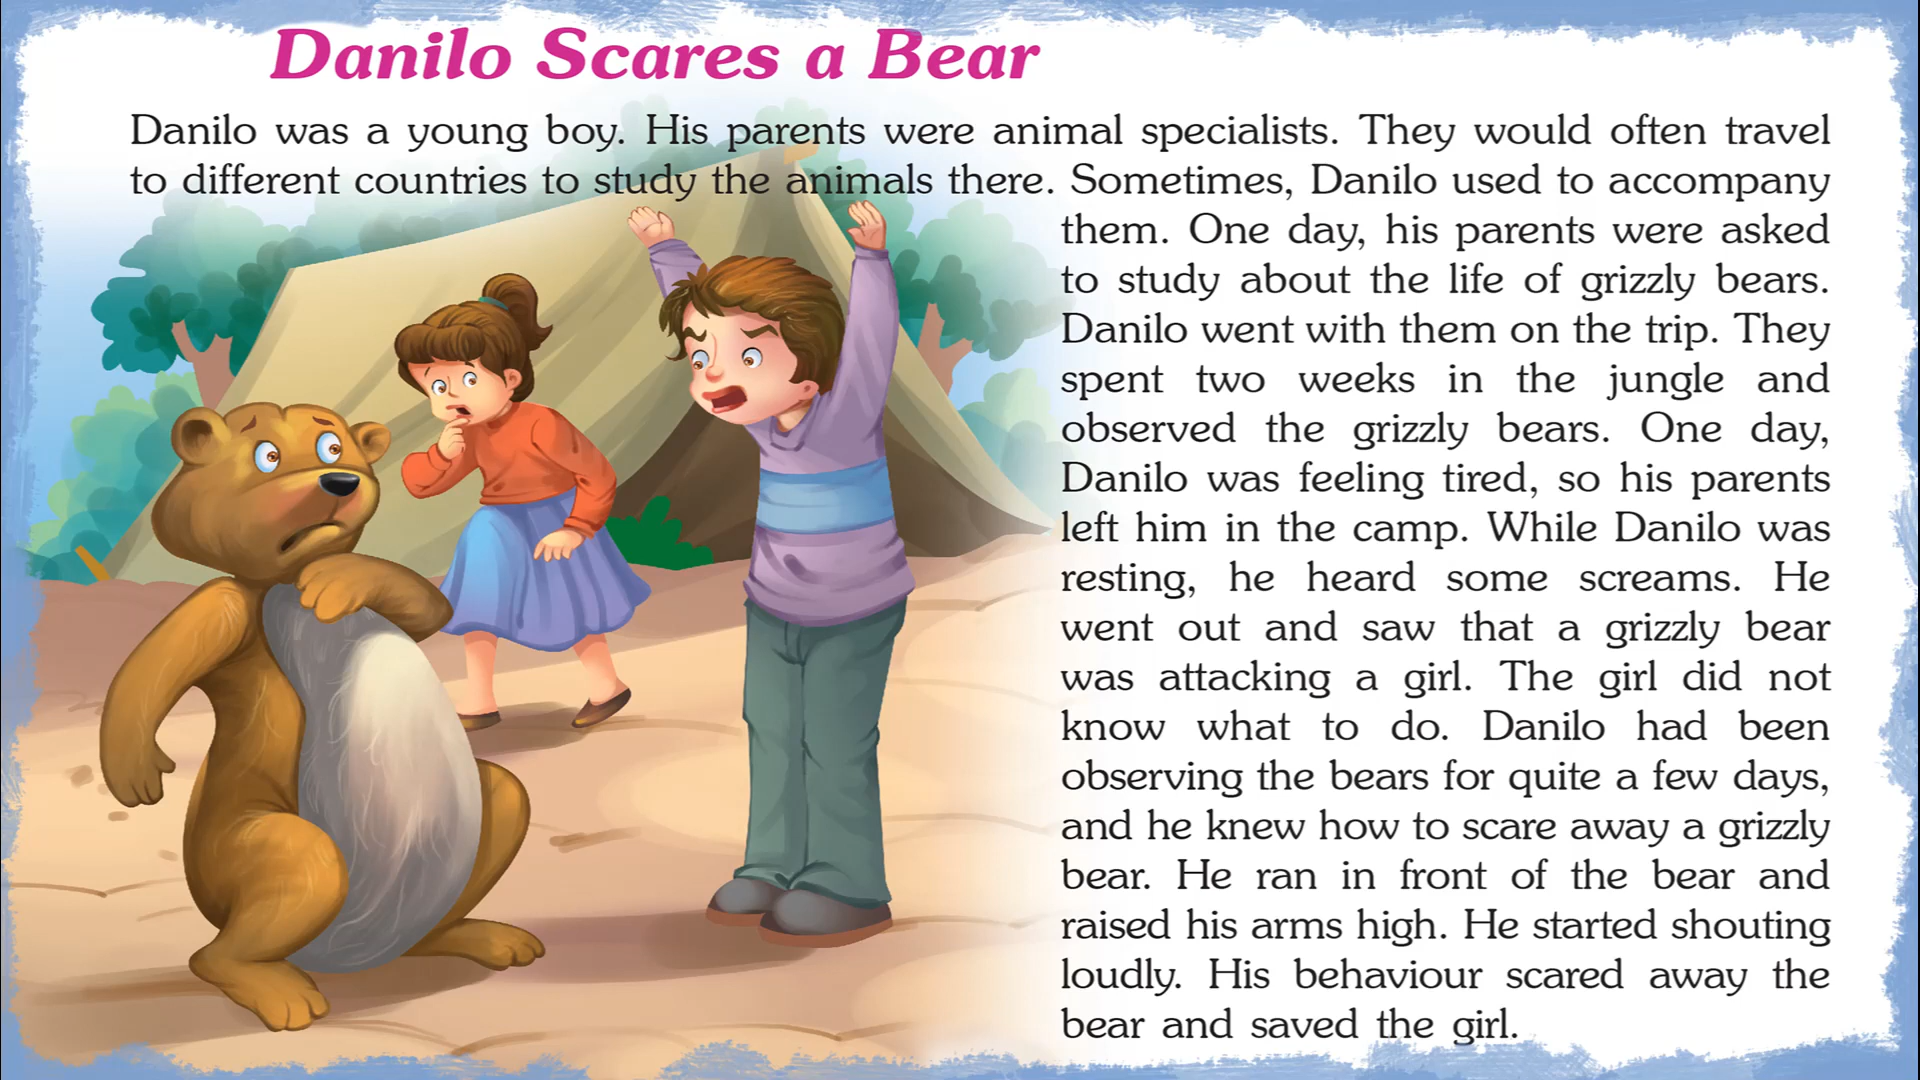 Danilo Scares a Bear
Danilo was a young boy. His parents were animal specialists. They would often travel
to different countries to study the animals there. Sometimes, Danilo used to accompany
them. One day, his parents were asked
to study about the life of grizzly bears.
Danilo went with them on the trip. They
spent two weeks in the jungle and
observed the grizzly bears. One day,
Danilo was feeling tired, so his parents
left him in the camp. While Danilo was
resting, he heard some screams. He
went out and saw that a grizzly bear
was attacking a girl. The girl did not
know what to do. Danilo had been
observing the bears for quite a few days,
and he knew how to scare away a grizzly
bear. He ran in front of the bear and
raised his arms high. He started shouting
loudly. His behaviour scared away the
bear and saved the girl.